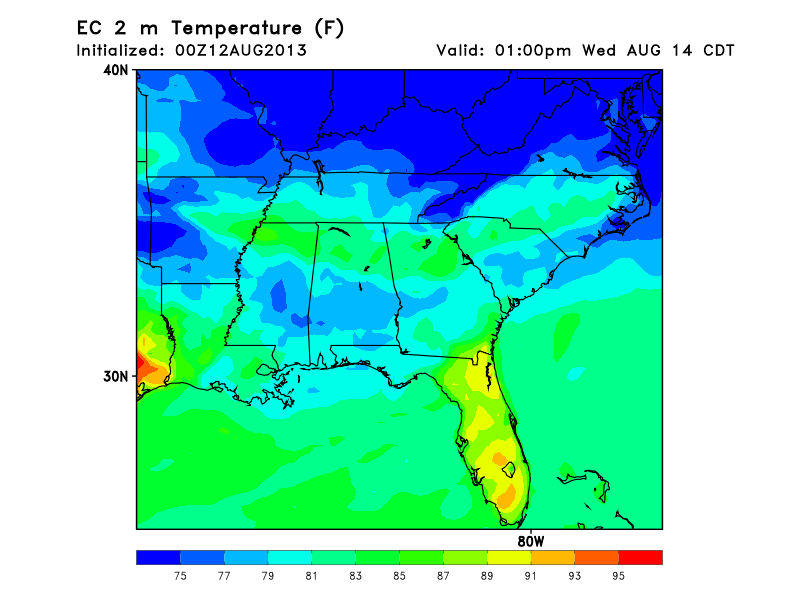 EC 2 m Temperature (F)
Initialized: 00Z12AUG2013 Valid: 01:00pm Wed AUG 14 CDT
40N
30N
80W
75 77 79 81 83 85 87 89 91 93 95